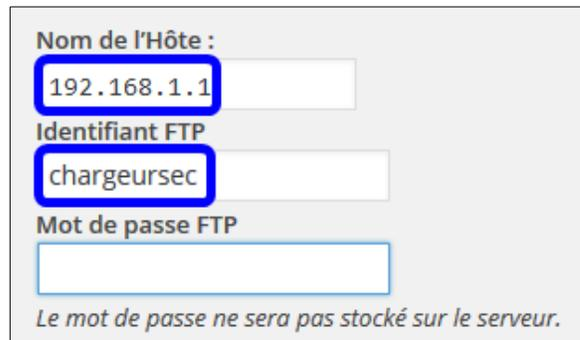 Nom de l'Hôte :
192.168.1.1
Identifiant FTP
chargeursec
Mot de passe FTP
Le mot de passe ne sera pas stocké sur le serveur.